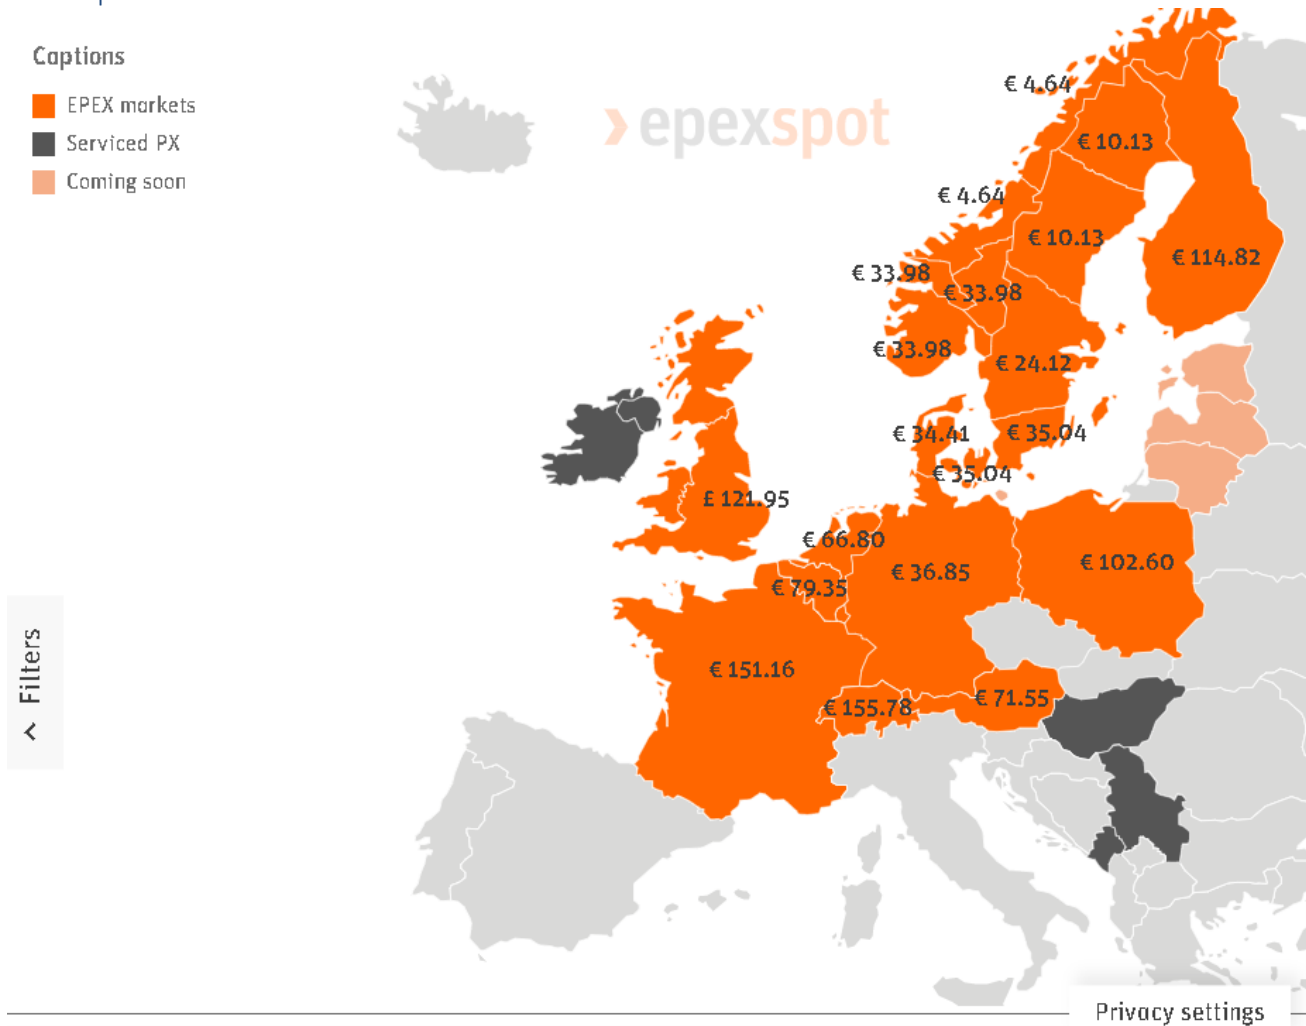 Captions
EPEX markets
Serviced PX
Coming soon
epexspot
€ 4.64
€ 10.13
€ 4.64
€ 10.13
€ 114.82
€ 33.98
€ 33.98
€ 33.98
€ 24.12
€ 34.41
€ 35.04
€ 35.04
£ 121.95
€ 66.80
€ 36.85
€ 102.60
€ 79.35
€ 151.16
€ 155.78
€ 71.55
Filters
Privacy settings